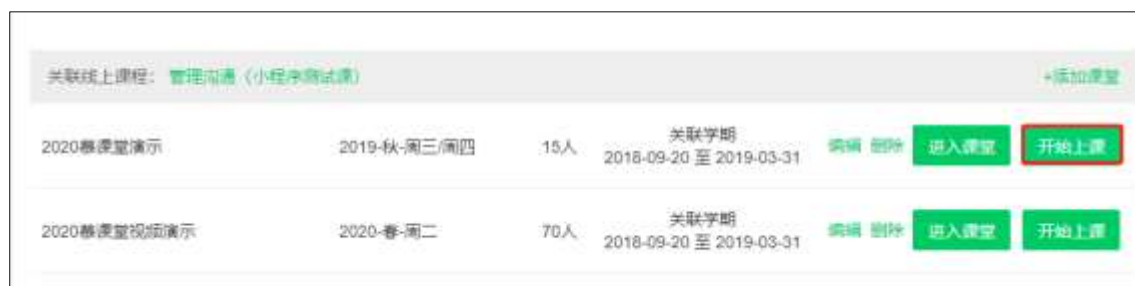 关联线上课程： 管理沟通（小程序测试课） +添加课堂
2020慕课堂演示 2019-秋-周三/周四 15人 关联学期 编辑 删除 进入课堂 开始上课
2018-09-20 至 2019-03-31
2020慕课堂视频演示 2020-春-周二 70人 关联学期 编辑 删除 进入课堂 开始上课
2018-09-20 至 2019-03-31